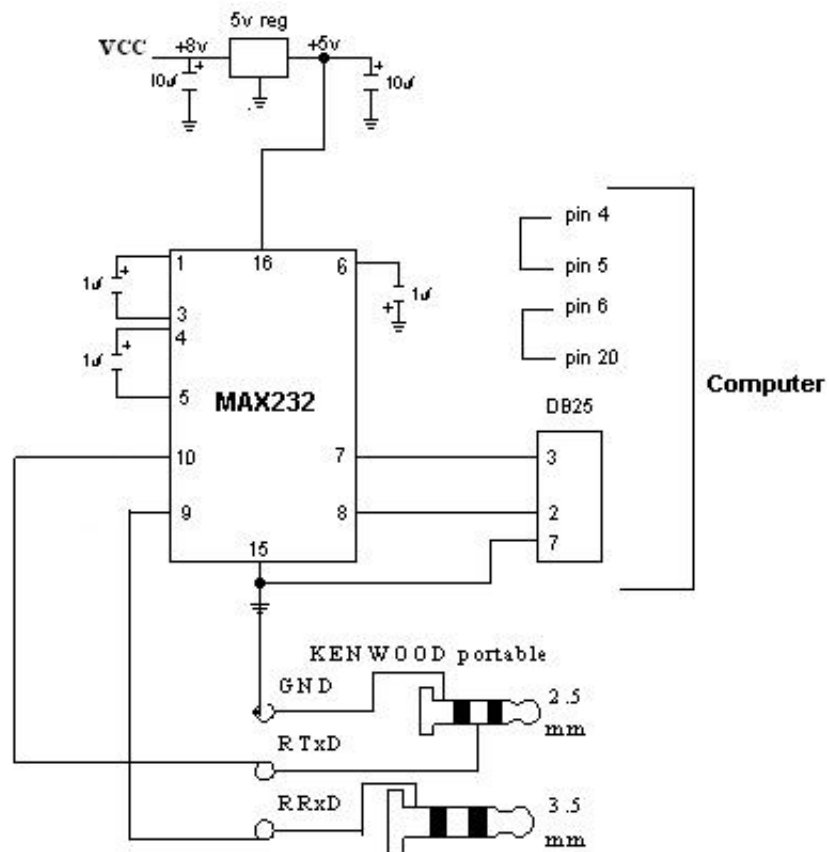 5v reg
VCC +8v +5v
10uf + + 10uf
pin 4
1 16 6
+ 1uf
pin 5
1uf
3
+
pin 6
4
+
1uf
pin 20
5 MAX232
Computer
DB25
10 7 3
9 8 2
15 7
KENWOOD portable
GND
2.5
mm
RTxD
RRxD
3.5
mm